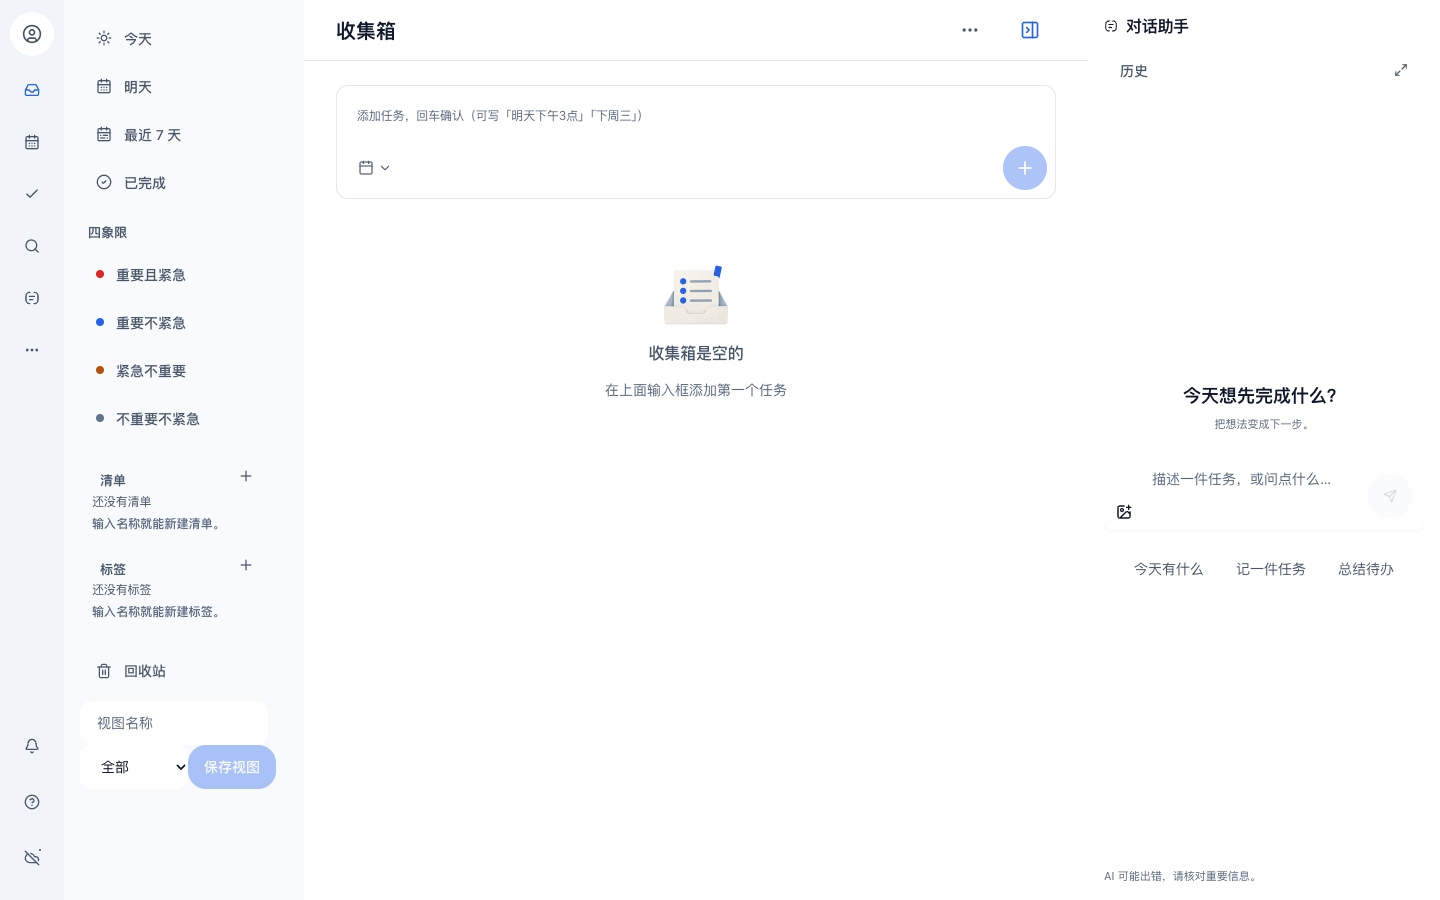 今天
明天
最近 7 天
已完成
四象限
重要且紧急
重要不紧急
紧急不重要
不重要不紧急
清单
还没有清单
输入名称就能新建清单。
标签
还没有标签
输入名称就能新建标签。
回收站
视图名称
全部
保存视图
收集箱
添加任务，回车确认（可写「明天下午3点」「下周三」）
收集箱是空的
在上面输入框添加第一个任务
对话助手
历史
今天想先完成什么？
把想法变成下一步。
描述一件任务，或问点什么...
今天有什么 记一件任务 总结待办
AI 可能出错，请核对重要信息。